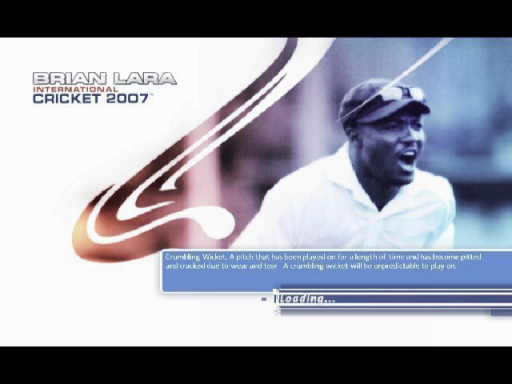 BRIAN LARA
INTERNATIONAL
CRICKET 2007™
Crumbling Wicket. A pitch that has been played on for a length of time and has become pitted
and cracked due to wear and tear. A crumbling wicket will be unpredictable to play on.
Loading...